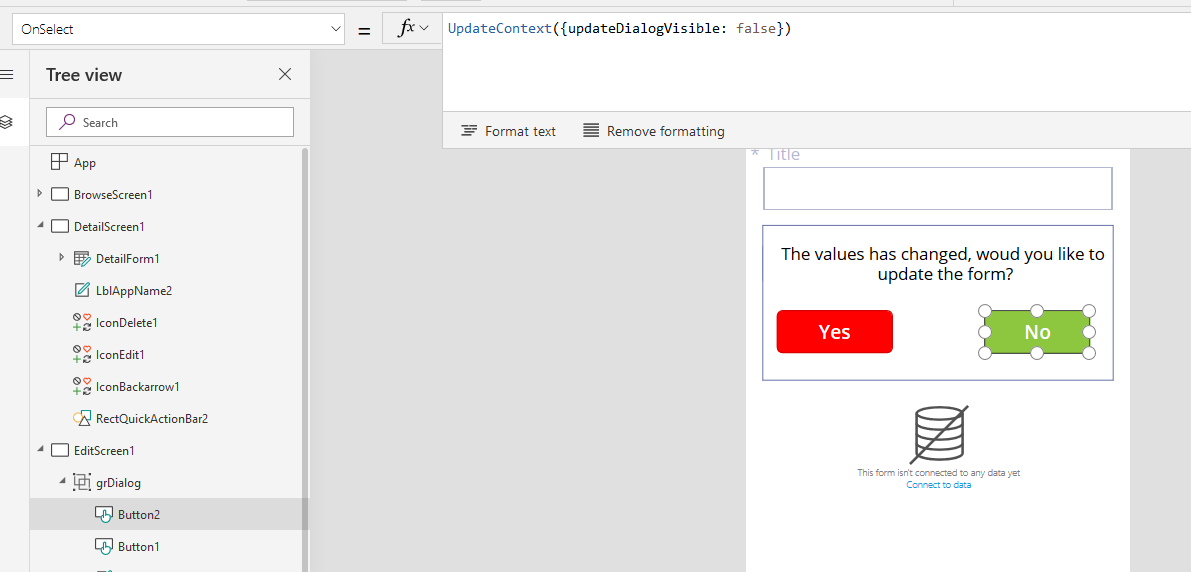 OnSelect
=
fx
UpdateContext({updateDialogVisible: false})
Tree view
Format text
Remove formatting
Search
* Title
App
BrowseScreen1
DetailScreen1
DetailForm1
The values has changed, woud you like to
update the form?
LblAppName2
IconDelete1
Yes
No
IconEdit1
IconBackarrow1
RectQuickActionBar2
EditScreen1
This form isn't connected to any data yet
Connect to data
grDialog
Button2
Button1